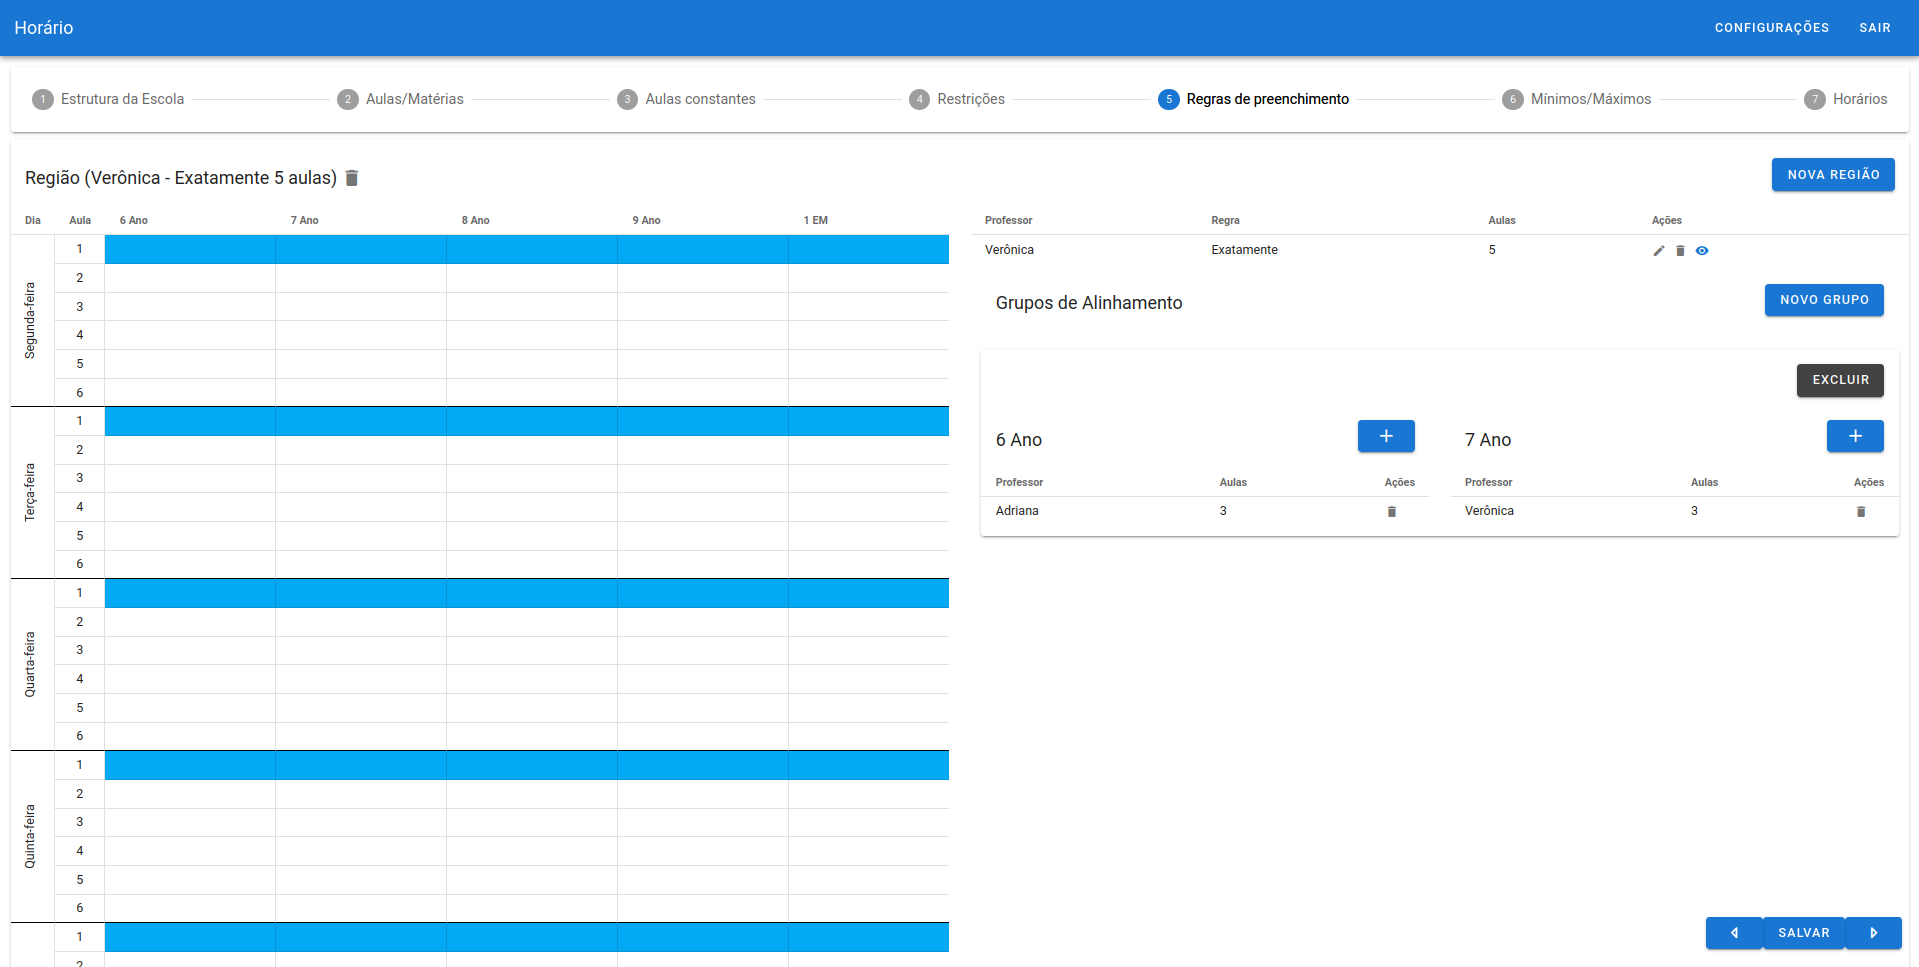 Horário
CONFIGURAÇÕES SAIR
1 Estrutura da Escola 2 Aulas/Matérias 3 Aulas constantes 4 Restrições 5 Regras de preenchimento 6 Mínimos/Máximos 7 Horários
Região (Verônica - Exatamente 5 aulas)
Dia Aula 6 Ano 7 Ano 8 Ano 9 Ano 1 EM
Segunda-feira
1
2
3
4
5
6
Terça-feira
1
2
3
4
5
6
Quarta-feira
1
2
3
4
5
6
Quinta-feira
1
2
3
4
5
6
1
2
NOVA REGIÃO
Professor Regra Aulas Ações
Verônica Exatamente 5
Grupos de Alinhamento
NOVO GRUPO
EXCLUIR
6 Ano
Professor Aulas Ações
Adriana 3
7 Ano
Professor Aulas Ações
Verônica 3
SALVAR